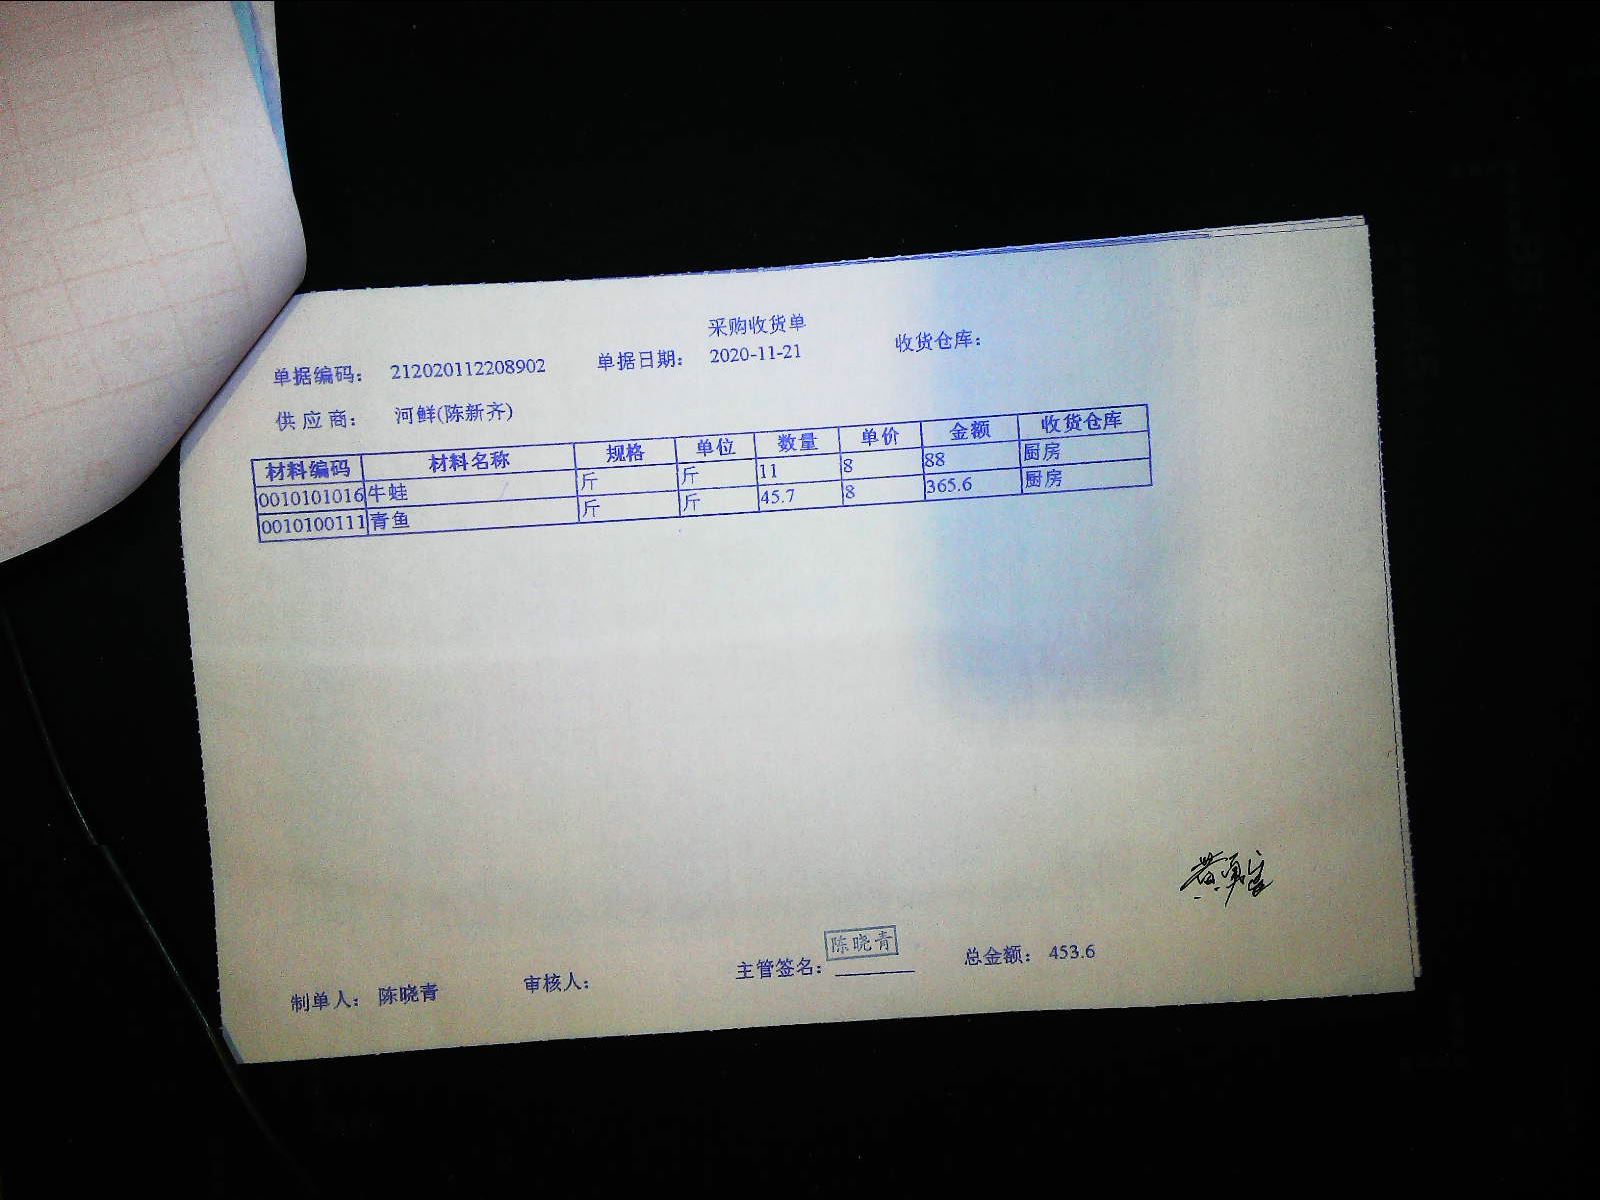 采购收货单
单据编码： 212020112208902 单据日期： 2020-11-21 收货仓库：
供应商： 河鲜(陈新齐)
材料编码 材料名称 规格 单位 数量 单价 金额 收货仓库
0010101016 牛蛙 斤 斤 11 8 88 厨房
0010100111 青鱼 斤 斤 45.7 8 365.6 厨房
陈晓青
制单人： 陈晓青 审核人： 主管签名： 总金额： 453.6